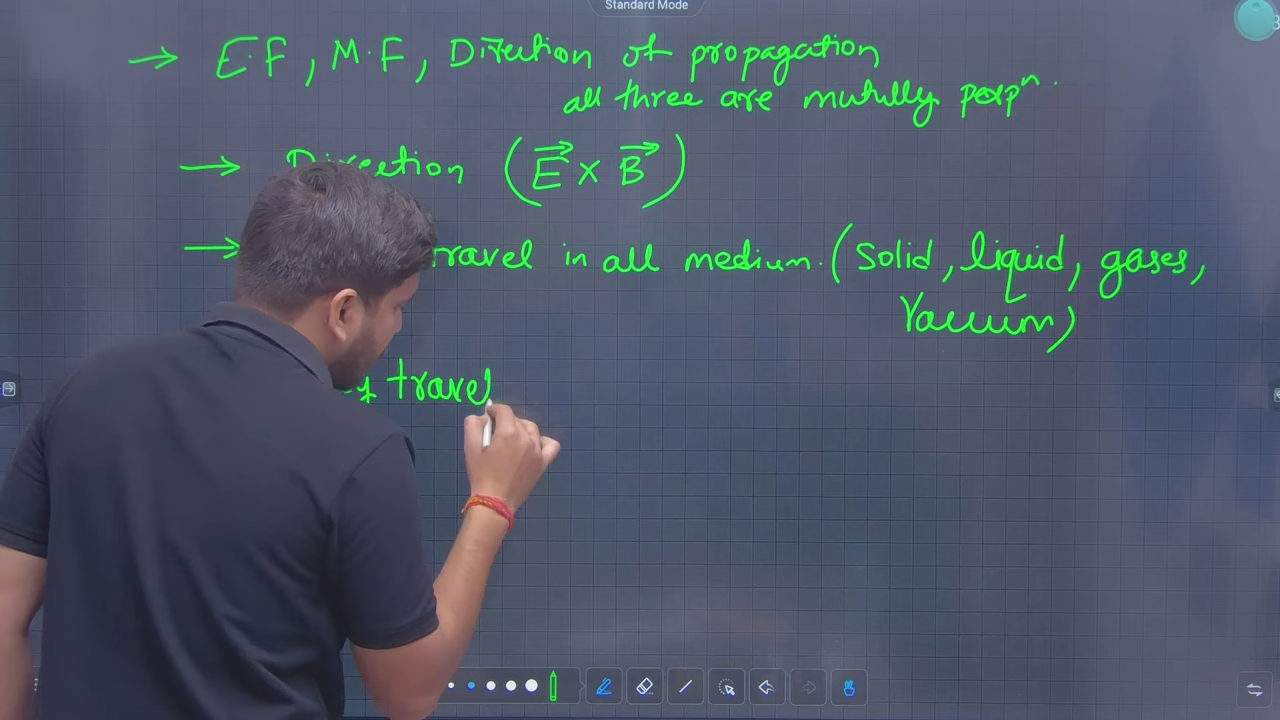 Standard Mode
→ E.F, M.F, Direction of propagation
all three are mutully perpⁿ.
→ Direction (E⃗ × B⃗)
→ travel in all medium. (Solid, liquid, gases,
Vacuum)
travel